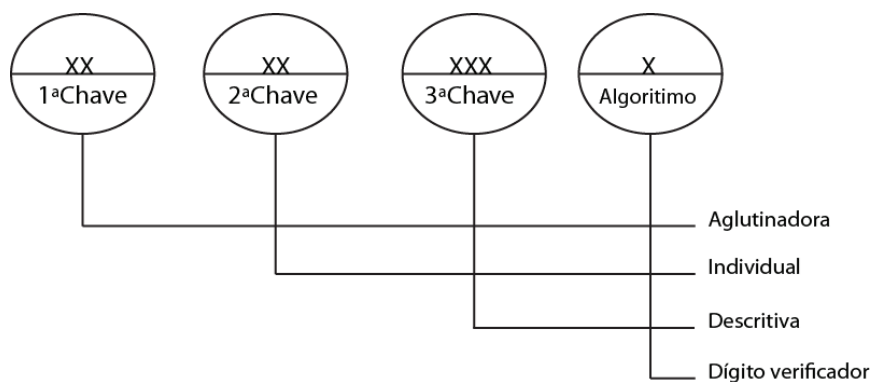 XX
1ªChave
XX
2ªChave
XXX
3ªChave
X
Algoritimo
Aglutinadora
Individual
Descritiva
Dígito verificador